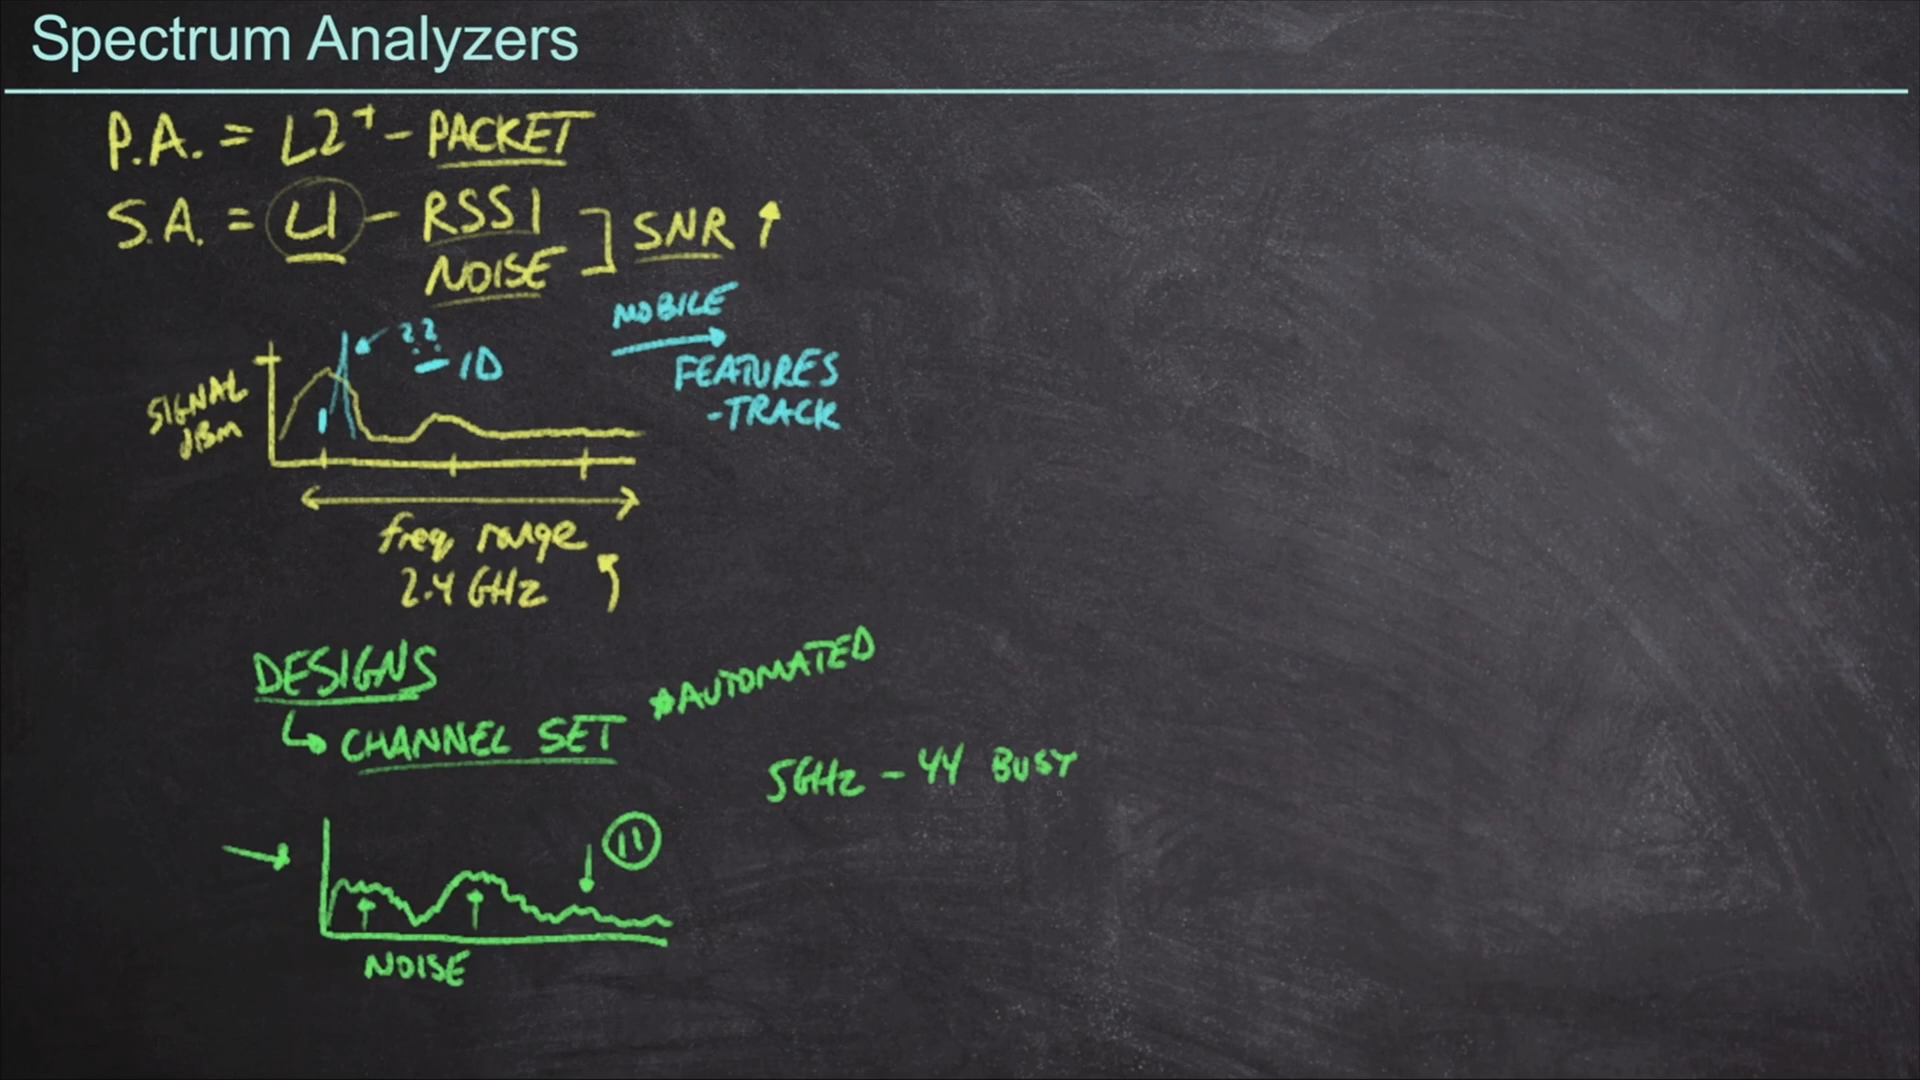 Spectrum Analyzers
P.A. = L2+ - PACKET
S.A. = L1 - RSSI
NOISE
SNR
MOBILE
FEATURES
- TRACK
??
- ID
SIGNAL
dBm
freq range
2.4 GHz
DESIGNS
CHANNEL SET
*AUTOMATED
5GHz - 44 BUSY
11
NOISE